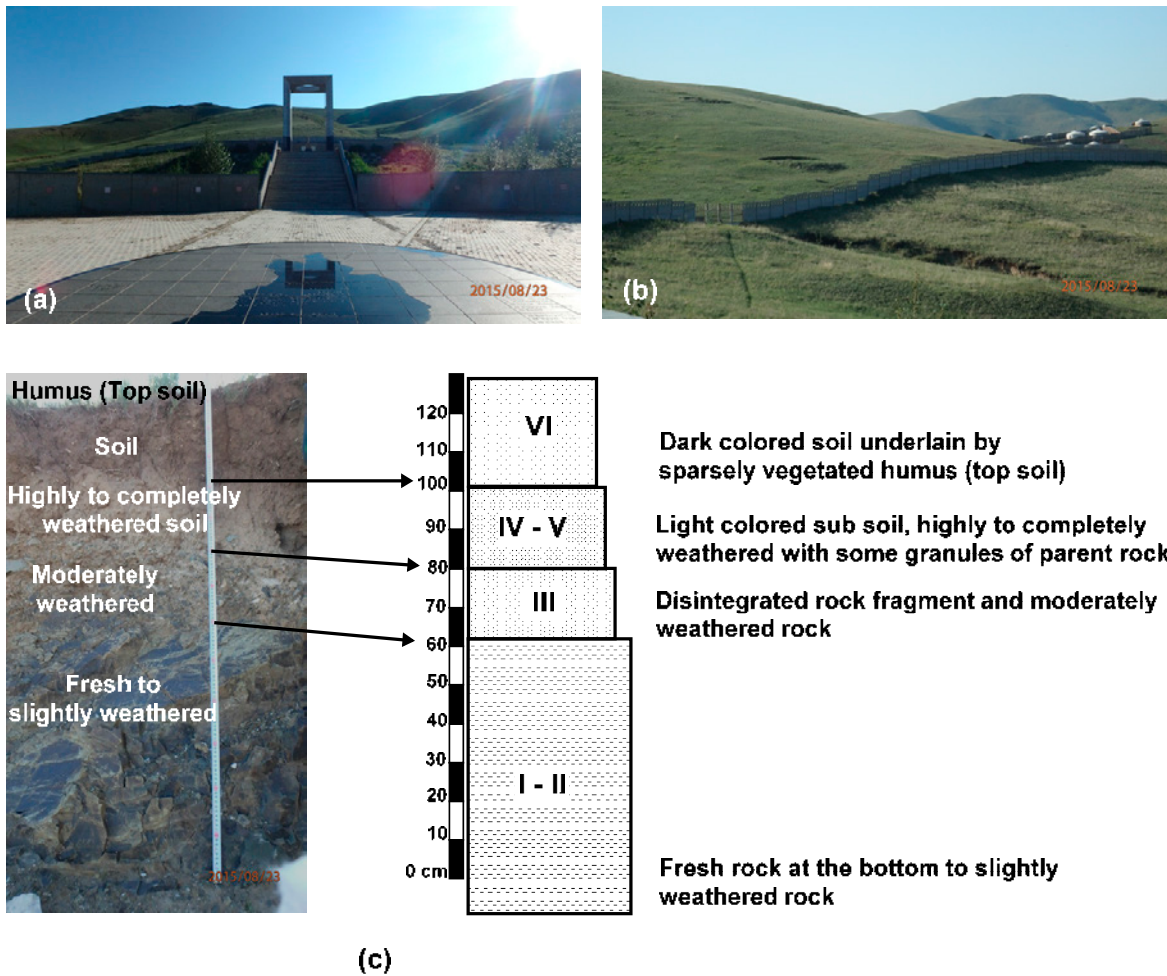 2015/08/23
(a)
2015/08/23
(b)
Humus (Top soil)
Soil
Highly to completely
weathered soil
Moderately
weathered
Fresh to
slightly weathered
2015/08/23
120
110
100
90
80
70
60
50
40
30
20
10
0 cm
VI
IV - V
III
I - II
Dark colored soil underlain by
sparsely vegetated humus (top soil)
Light colored sub soil, highly to completely
weathered with some granules of parent rock
Disintegrated rock fragment and moderately
weathered rock
Fresh rock at the bottom to slightly
weathered rock
(c)